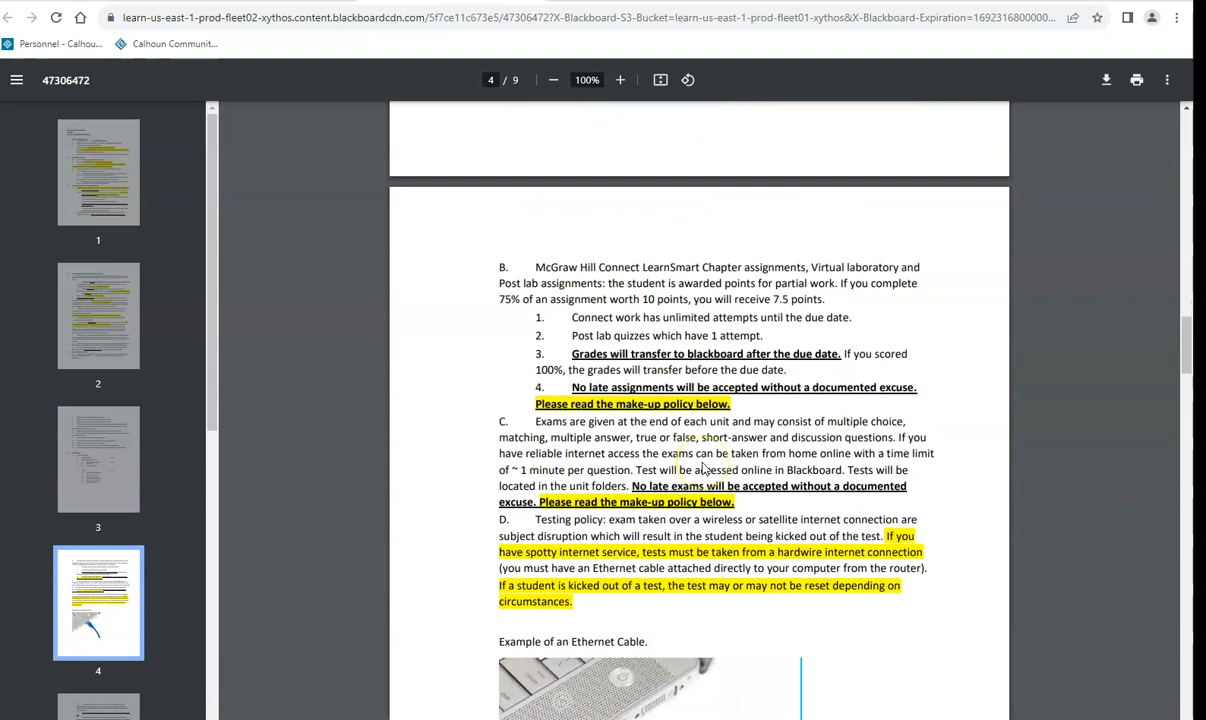 learn-us-east-1-prod-fleet02-xythos.content.blackboardcdn.com/5f7ce11c673e5/47306472?X-Blackboard-S3-Bucket=learn-us-east-1-prod-fleet01-xythos&X-Blackboard-Expiration=1692316800000...
Personnel - Calhou... Calhoun Communit...
47306472 4 / 9 100%
B. McGraw Hill Connect LearnSmart Chapter assignments, Virtual laboratory and
Post lab assignments: the student is awarded points for partial work. If you complete
75% of an assignment worth 10 points, you will receive 7.5 points.
1. Connect work has unlimited attempts until the due date.
2. Post lab quizzes which have 1 attempt.
3. Grades will transfer to blackboard after the due date. If you scored
100%, the grades will transfer before the due date.
4. No late assignments will be accepted without a documented excuse.
Please read the make-up policy below.
C. Exams are given at the end of each unit and may consist of multiple choice,
matching, multiple answer, true or false, short-answer and discussion questions. If you
have reliable internet access the exams can be taken from home online with a time limit
of ~ 1 minute per question. Test will be accessed online in Blackboard. Tests will be
located in the unit folders. No late exams will be accepted without a documented
excuse. Please read the make-up policy below.
D. Testing policy: exam taken over a wireless or satellite internet connection are
subject disruption which will result in the student being kicked out of the test. If you
have spotty internet service, tests must be taken from a hardwire internet connection
(you must have an Ethernet cable attached directly to your computer from the router).
If a student is kicked out of a test, the test may or may not be reset depending on
circumstances.
Example of an Ethernet Cable.
1
2
3
4